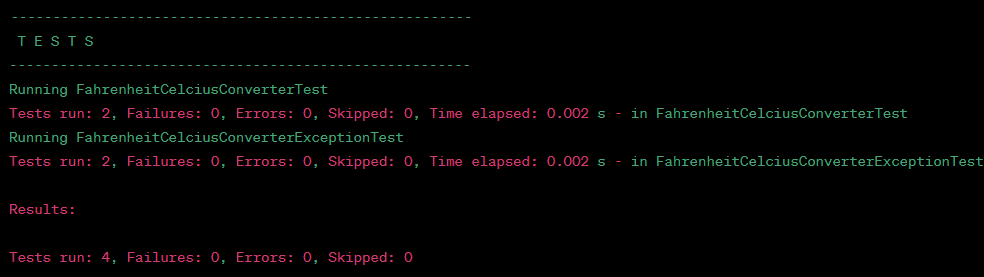 -------------------------------------------------------
T E S T S
-------------------------------------------------------
Running FahrenheitCelciusConverterTest
Tests run: 2, Failures: 0, Errors: 0, Skipped: 0, Time elapsed: 0.002 s - in FahrenheitCelciusConverterTest
Running FahrenheitCelciusConverterExceptionTest
Tests run: 2, Failures: 0, Errors: 0, Skipped: 0, Time elapsed: 0.002 s - in FahrenheitCelciusConverterExceptionTest
Results:
Tests run: 4, Failures: 0, Errors: 0, Skipped: 0